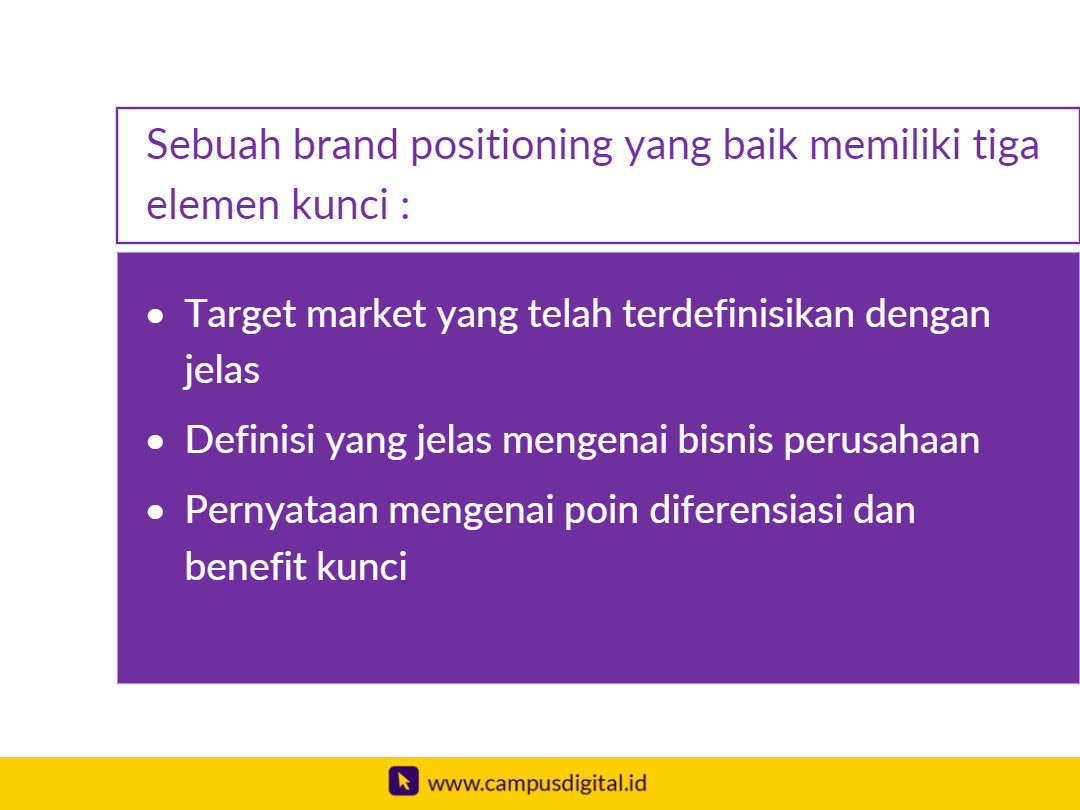 Sebuah brand positioning yang baik memiliki tiga
elemen kunci :
• Target market yang telah terdefinisikan dengan
jelas
• Definisi yang jelas mengenai bisnis perusahaan
• Pernyataan mengenai poin diferensiasi dan
benefit kunci
www.campusdigital.id